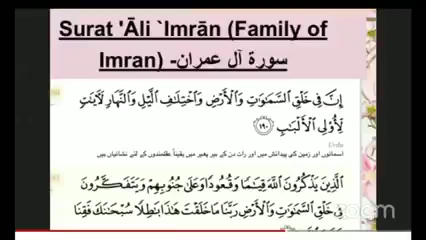 Surat 'Āli `Imrān (Family of
Imran) -سورة آل عمران
إِنَّ فِي خَلْقِ السَّمَاوَاتِ وَالْأَرْضِ وَاخْتِلَافِ اللَّيْلِ وَالنَّهَارِ لَآيَاتٍ
لِّأُولِي الْأَلْبَابِ ١٩٠
Urdu
آسمانوں اور زمین کی پیدائش میں اور رات دن کے ہیر پھیر میں یقیناً عقلمندوں کے لئے نشانیاں ہیں
الَّذِينَ يَذْكُرُونَ اللَّهَ قِيَامًا وَقُعُودًا وَعَلَىٰ جُنُوبِهِمْ وَيَتَفَكَّرُونَ
فِي خَلْقِ السَّمَاوَاتِ وَالْأَرْضِ رَبَّنَا مَا خَلَقْتَ هَٰذَا بَاطِلًا سُبْحَانَكَ فَقِنَا
zoom